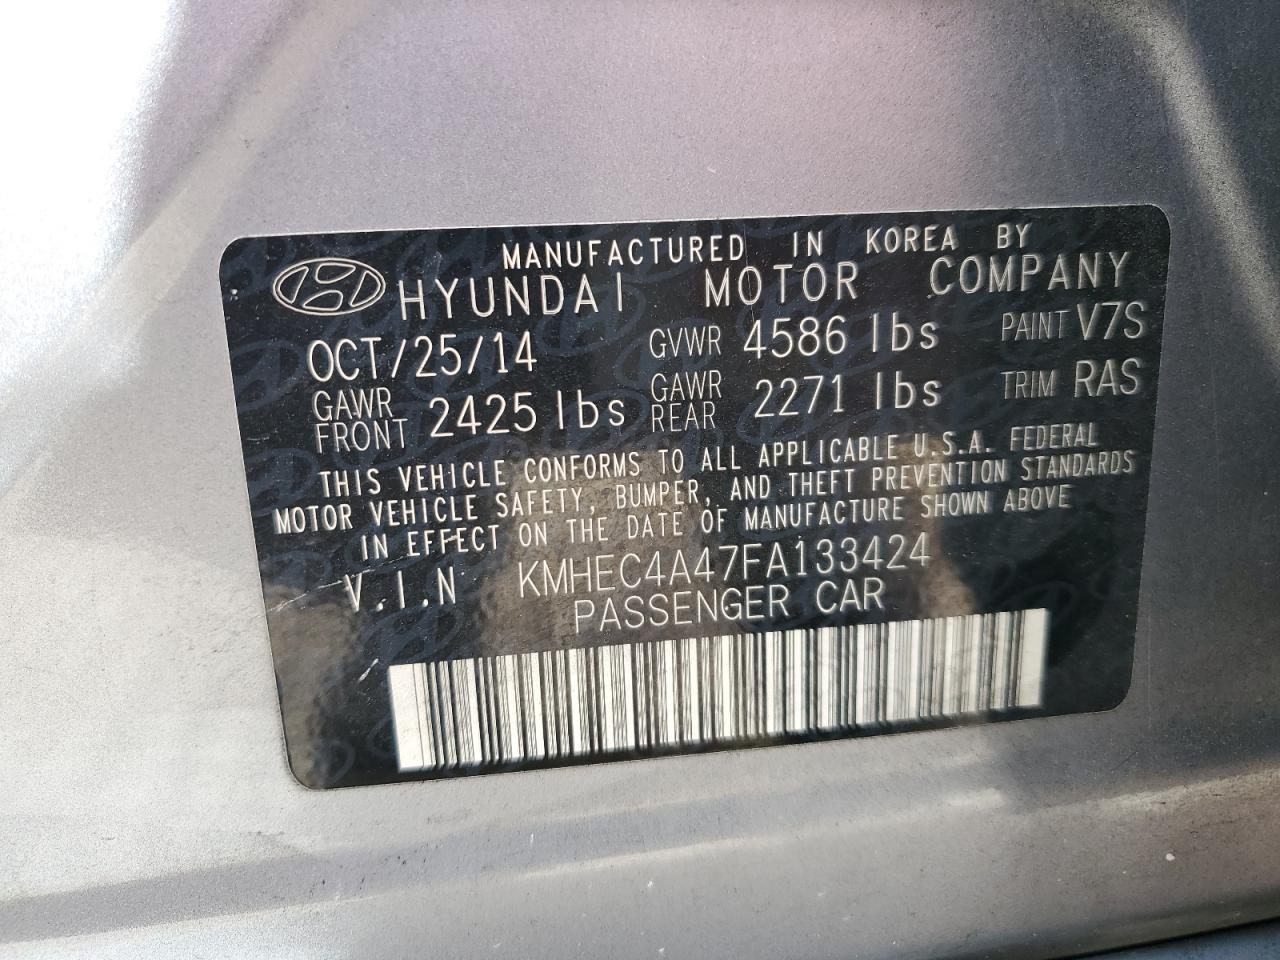 MANUFACTURED IN KOREA BY
HYUNDAI MOTOR COMPANY
OCT/25/14 GVWR 4586 lbs PAINT V7S
GAWR FRONT 2425 lbs GAWR REAR 2271 lbs TRIM RAS
THIS VEHICLE CONFORMS TO ALL APPLICABLE U.S.A. FEDERAL
MOTOR VEHICLE SAFETY, BUMPER, AND THEFT PREVENTION STANDARDS
IN EFFECT ON THE DATE OF MANUFACTURE SHOWN ABOVE
V.I.N KMHEC4A47FA133424
PASSENGER CAR